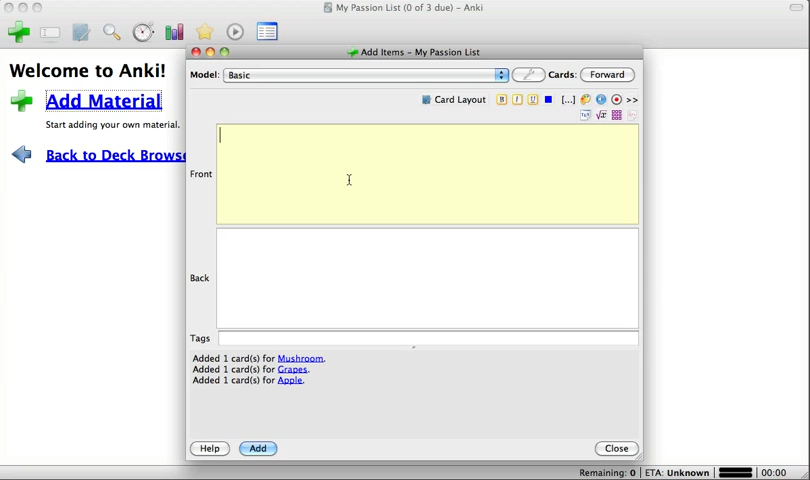 My Passion List (0 of 3 due) - Anki
Welcome to Anki!
Add Material
Start adding your own material.
Back to Deck Browse
Add Items - My Passion List
Model: Basic Cards: Forward
Card Layout B I U [...] >>
TEX √x
Front
Back
Tags
Added 1 card(s) for Mushroom.
Added 1 card(s) for Grapes.
Added 1 card(s) for Apple.
Help Add Close
Remaining: 0 ETA: Unknown 00:00